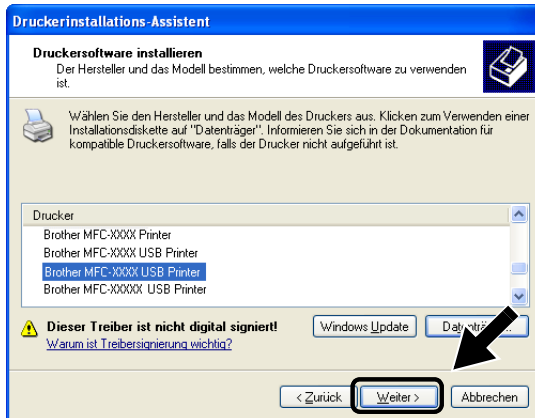 Druckerinstallations-Assistent
Druckersoftware installieren
Der Hersteller und das Modell bestimmen, welche Druckersoftware zu verwenden
ist.
Wählen Sie den Hersteller und das Modell des Druckers aus. Klicken zum Verwenden einer
Installationsdiskette auf "Datenträger". Informieren Sie sich in der Dokumentation für
kompatible Druckersoftware, falls der Drucker nicht aufgeführt ist.
Drucker
Brother MFC-XXXX Printer
Brother MFC-XXXX USB Printer
Brother MFC-XXXX USB Printer
Brother MFC-XXXXX USB Printer
Dieser Treiber ist nicht digital signiert!
Windows Update
Warum ist Treibersignierung wichtig?
< Zurück
Weiter >
Abbrechen